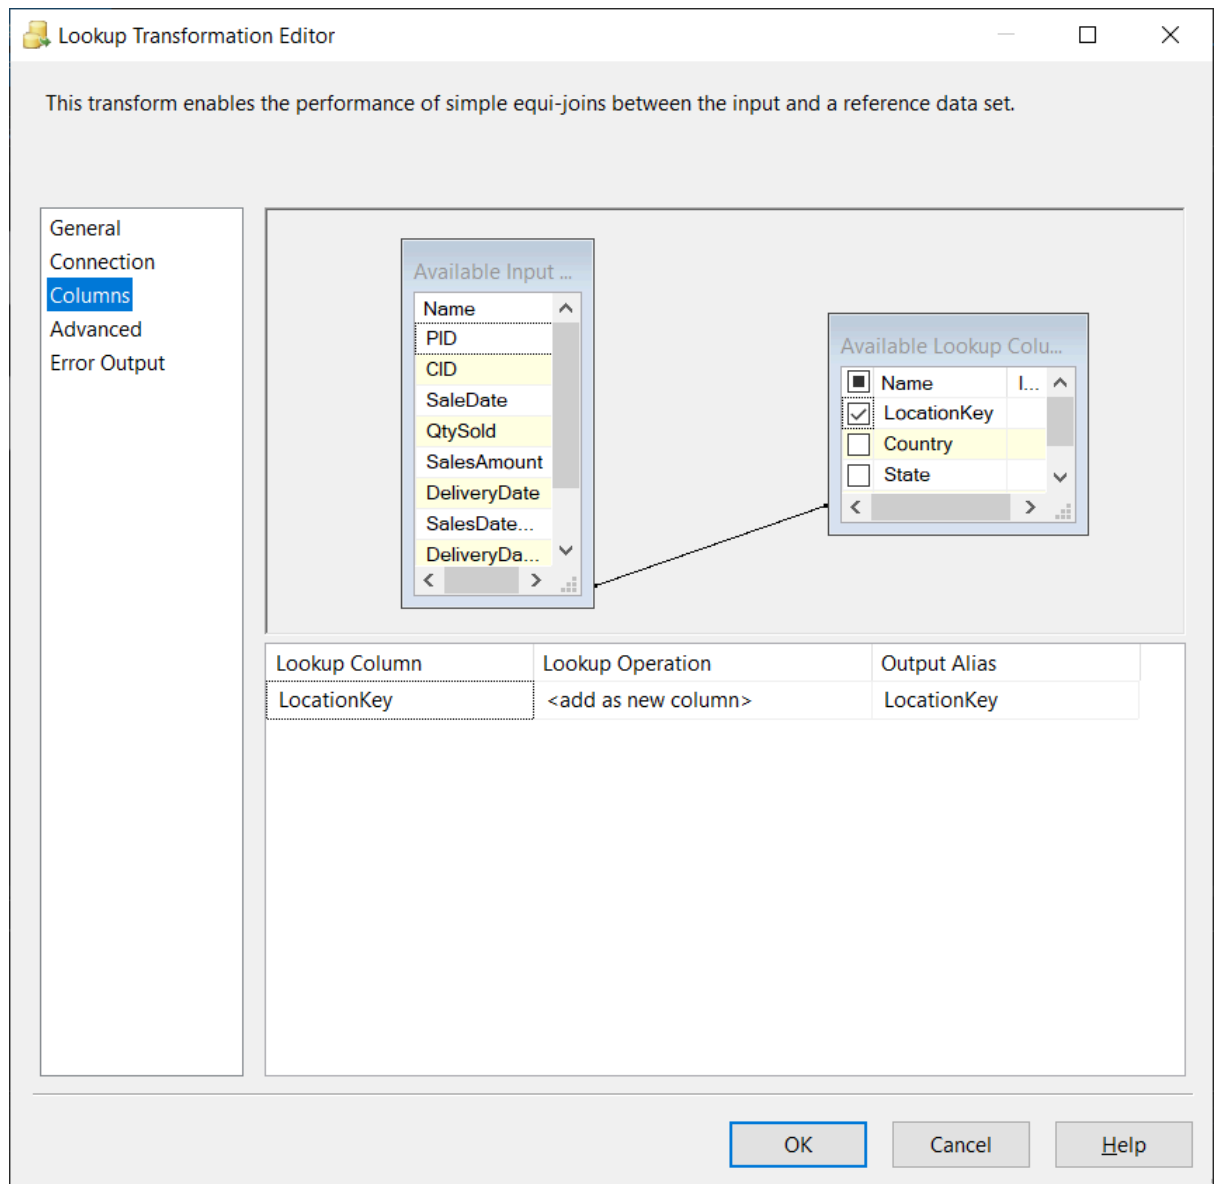 Lookup Transformation Editor
This transform enables the performance of simple equi-joins between the input and a reference data set.
General
Connection
Columns
Advanced
Error Output
Available Input ...
Name
PID
CID
SaleDate
QtySold
SalesAmount
DeliveryDate
SalesDate...
DeliveryDa...
Available Lookup Colu...
Name I...
LocationKey
Country
State
Lookup Column Lookup Operation Output Alias
LocationKey <add as new column> LocationKey
OK Cancel Help